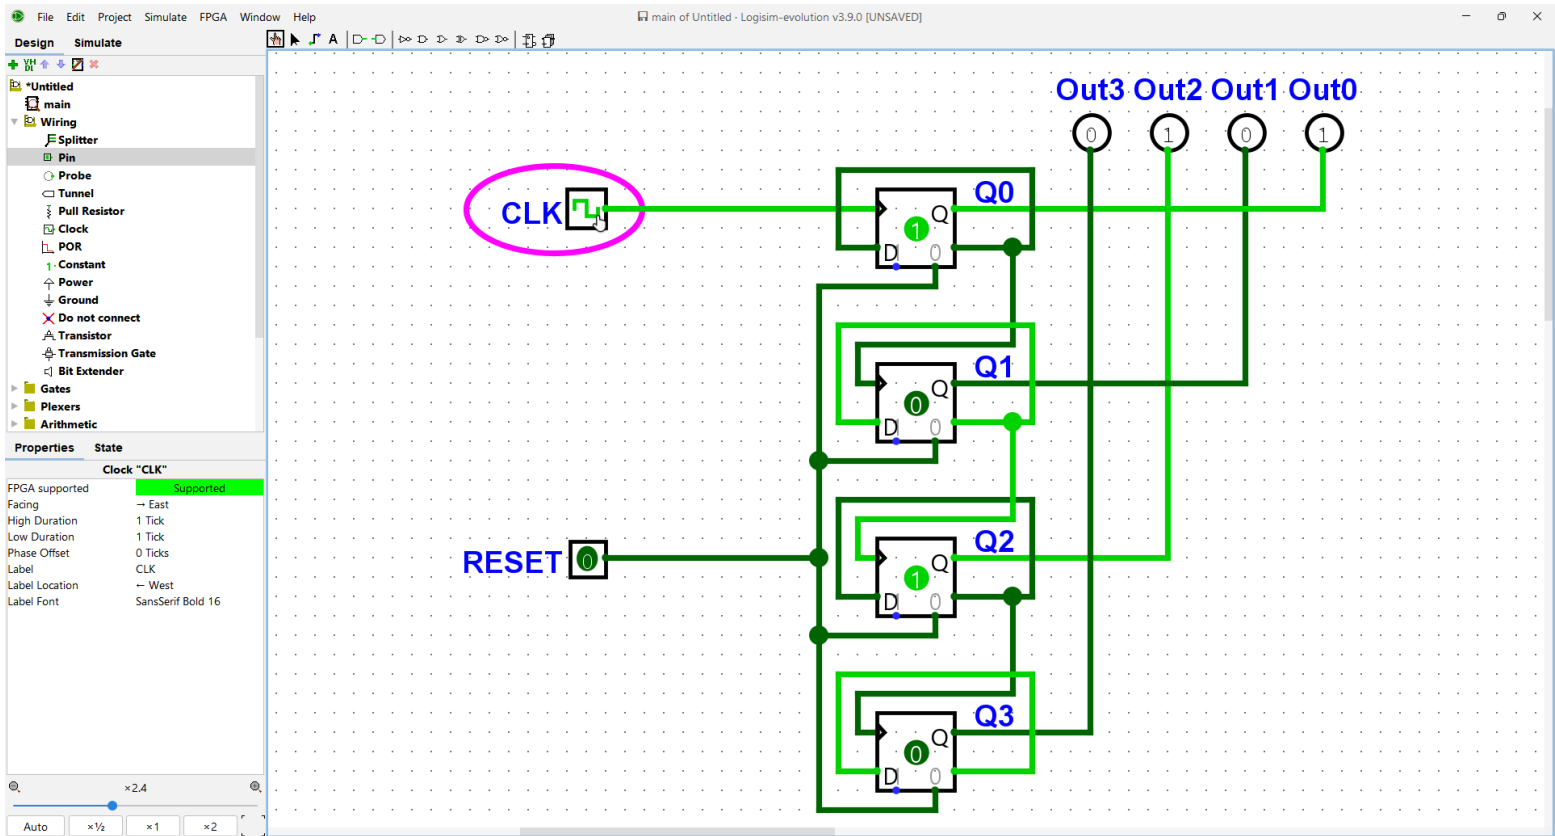 File Edit Project Simulate FPGA Window Help
main of Untitled · Logisim-evolution v3.9.0 [UNSAVED]
Design Simulate
A
VH
DL
*Untitled
main
Wiring
Splitter
Pin
Probe
Tunnel
Pull Resistor
Clock
POR
Constant
Power
Ground
Do not connect
Transistor
Transmission Gate
Bit Extender
Gates
Plexers
Arithmetic
Properties State
Clock "CLK"
FPGA supported Supported
Facing → East
High Duration 1 Tick
Low Duration 1 Tick
Phase Offset 0 Ticks
Label CLK
Label Location ← West
Label Font SansSerif Bold 16
×2.4
Auto ×½ ×1 ×2
Out3 Out2 Out1 Out0
0 1 0 1
CLK
Q0
Q
1
D 0
Q1
Q
0
D 0
RESET 0
Q2
Q
1
D 0
Q3
Q
0
D 0